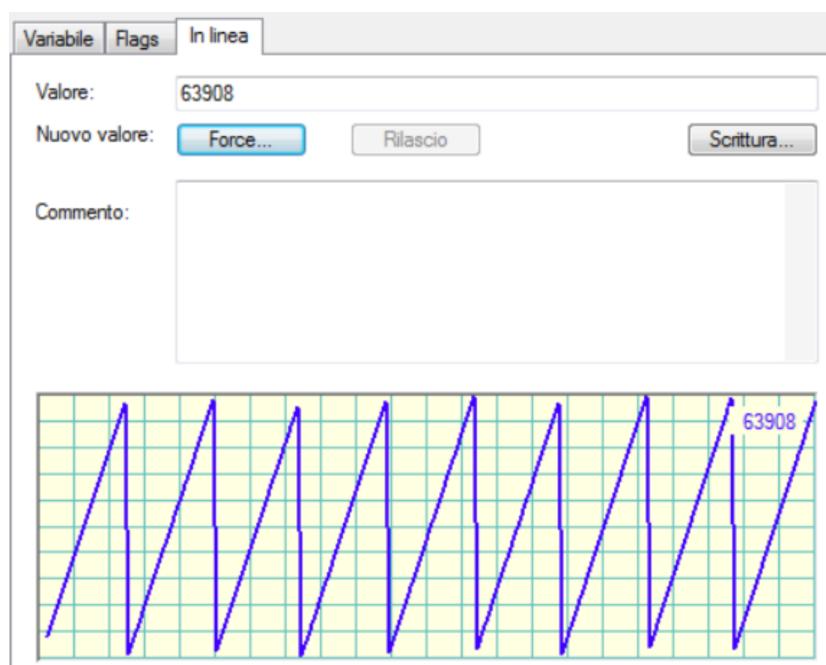 Variabile Flags In linea
Valore: 63908
Nuovo valore: Force... Rilascio Scrittura...
Commento:
63908